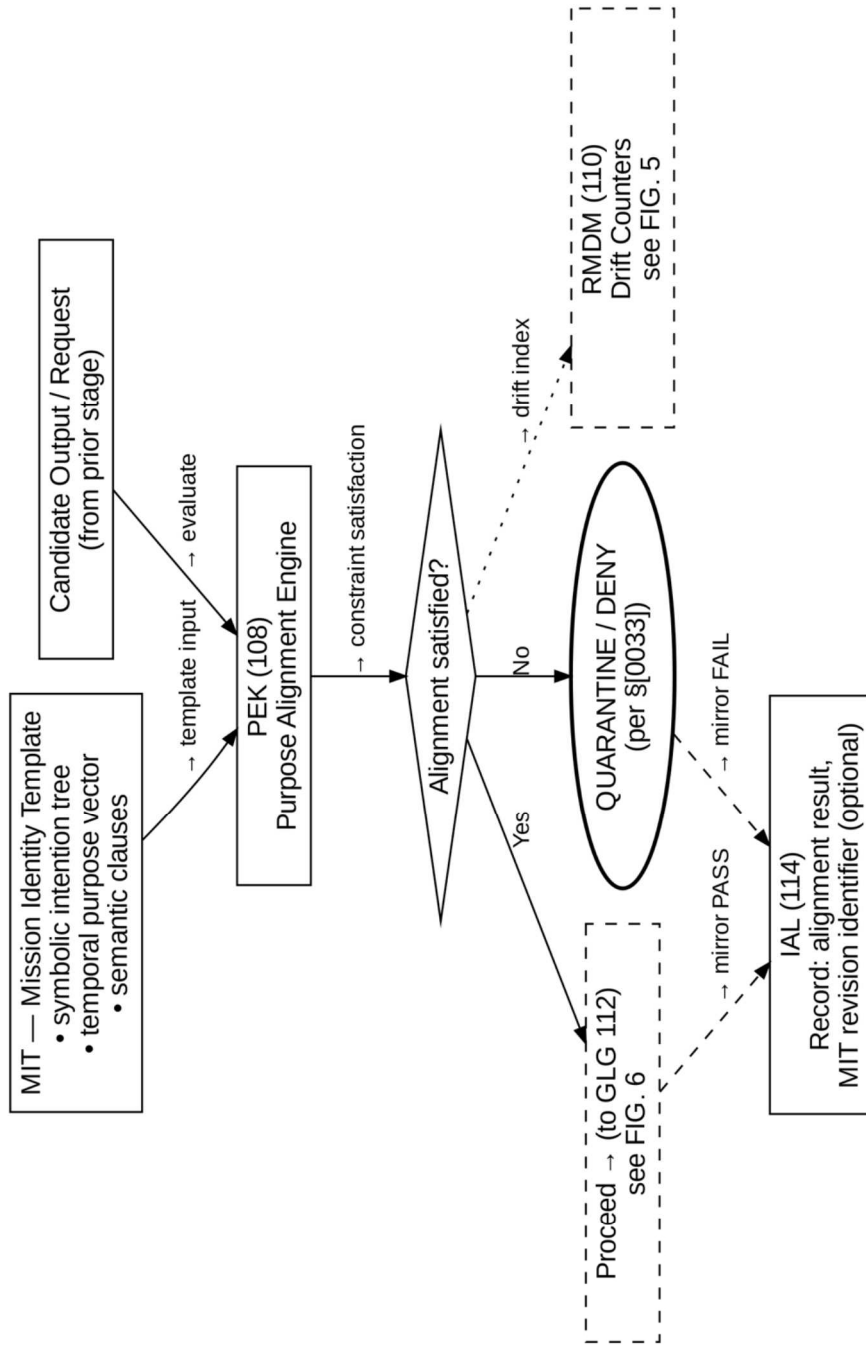 MIT — Mission Identity Template
• symbolic intention tree
• temporal purpose vector
• semantic clauses
Candidate Output / Request
(from prior stage)
→ template input
→ evaluate
PEK (108)
Purpose Alignment Engine
→ constraint satisfaction
Alignment satisfied?
Yes
No
→ drift index
Proceed → (to GLG 112)
see FIG. 6
QUARANTINE / DENY
(per §[0033])
RMDM (110)
Drift Counters
see FIG. 5
→ mirror PASS
→ mirror FAIL
IAL (114)
Record: alignment result,
MIT revision identifier (optional)